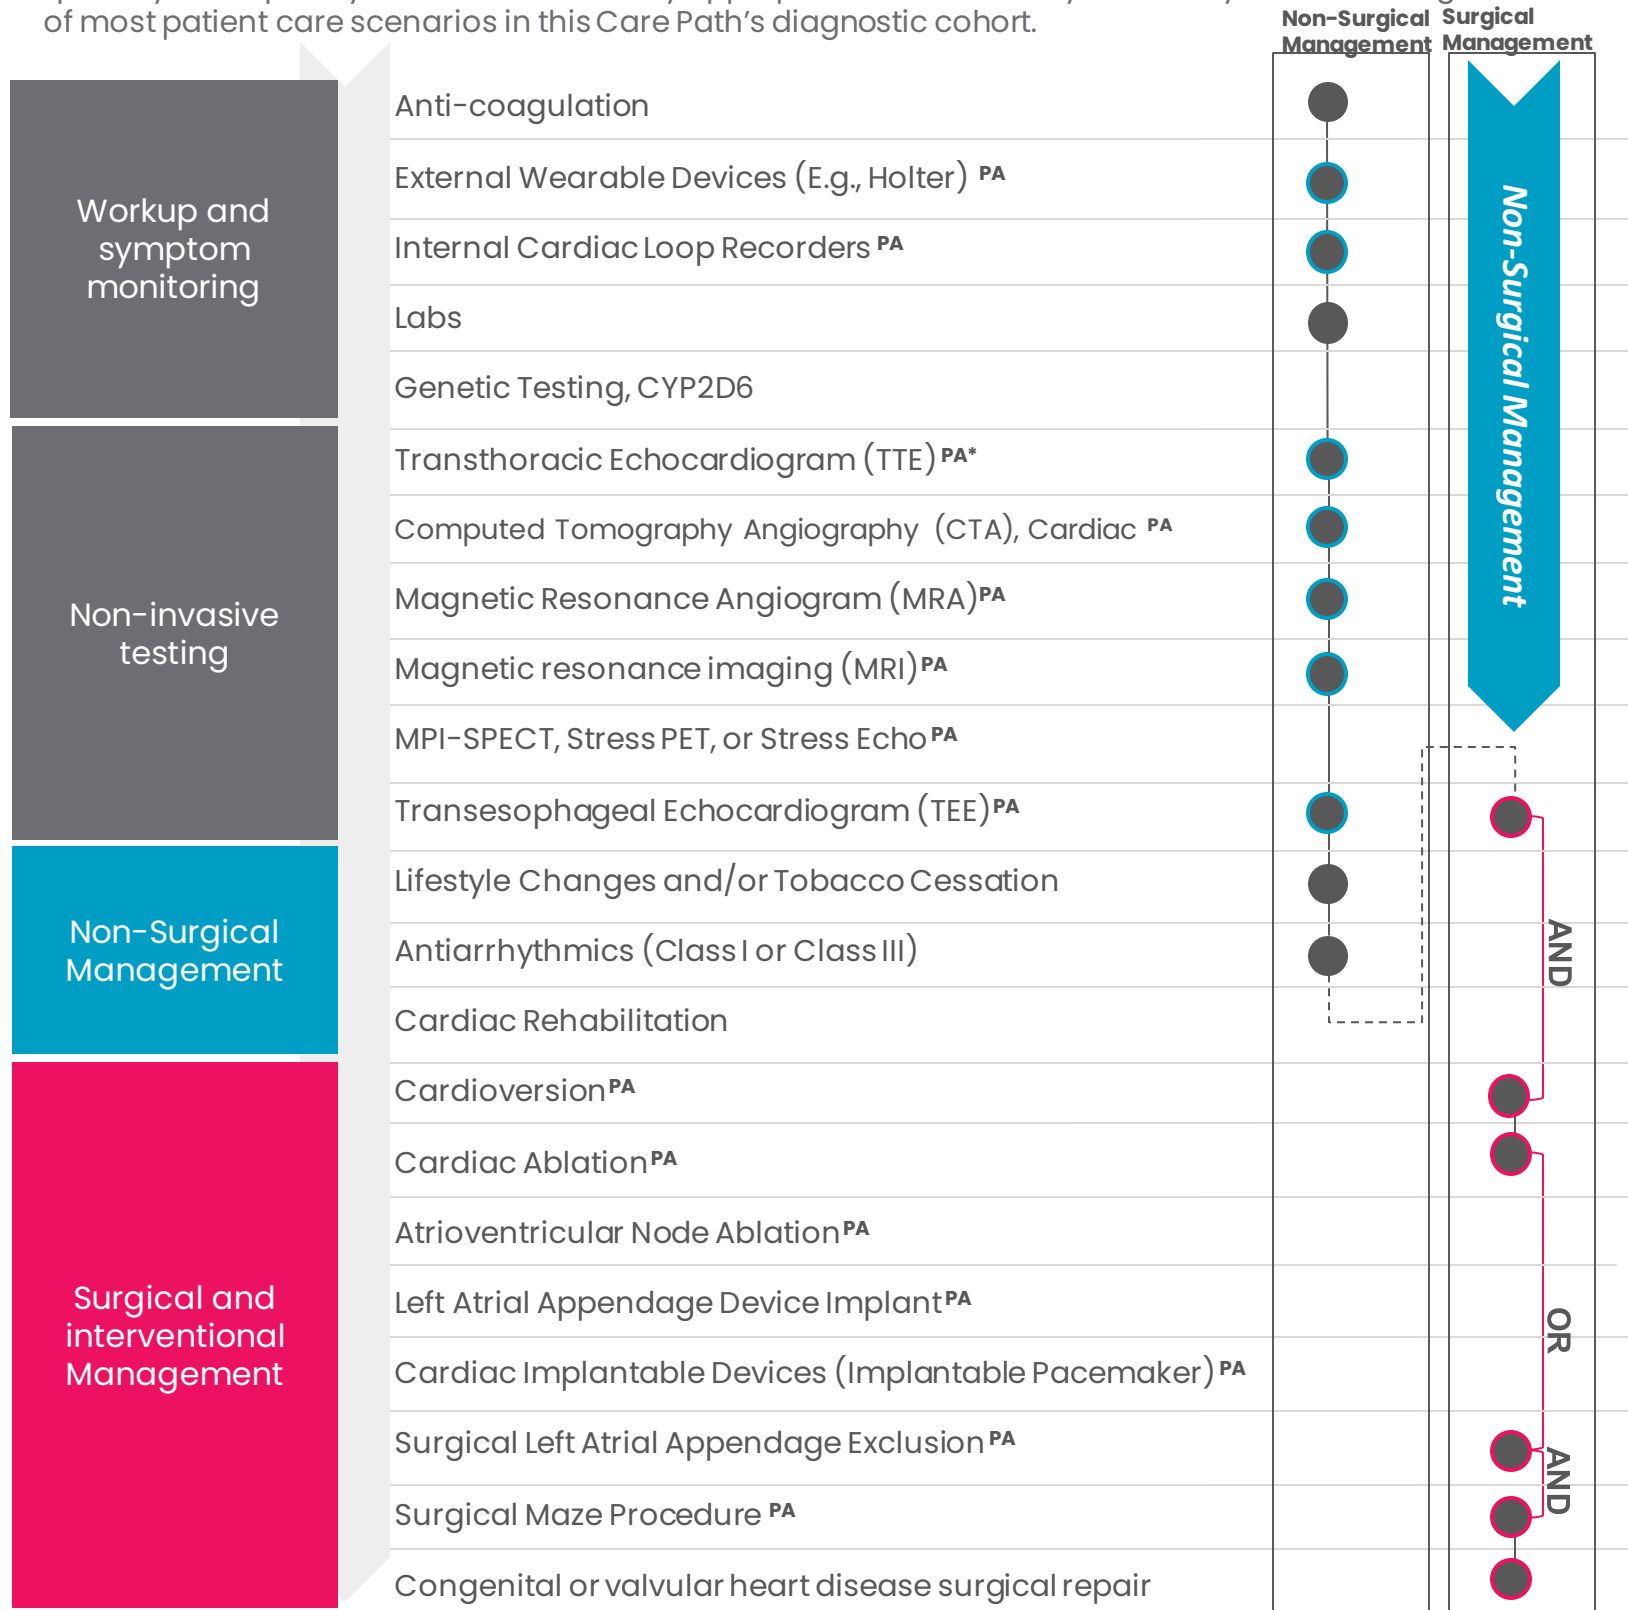 of most patient care scenarios in this Care Path's diagnostic cohort.
Non-Surgical Management
Surgical Management
Workup and
symptom
monitoring
Anti-coagulation
External Wearable Devices (E.g., Holter) PA
Internal Cardiac Loop Recorders PA
Labs
Genetic Testing, CYP2D6
Non-invasive
testing
Transthoracic Echocardiogram (TTE) PA*
Computed Tomography Angiography (CTA), Cardiac PA
Magnetic Resonance Angiogram (MRA) PA
Magnetic resonance imaging (MRI) PA
MPI-SPECT, Stress PET, or Stress Echo PA
Transesophageal Echocardiogram (TEE) PA
Non-Surgical
Management
Lifestyle Changes and/or Tobacco Cessation
Antiarrhythmics (Class I or Class III)
Cardiac Rehabilitation
Surgical and
interventional
Management
Cardioversion PA
Cardiac Ablation PA
Atrioventricular Node Ablation PA
Left Atrial Appendage Device Implant PA
Cardiac Implantable Devices (Implantable Pacemaker) PA
Surgical Left Atrial Appendage Exclusion PA
Surgical Maze Procedure PA
Congenital or valvular heart disease surgical repair
Non-Surgical Management
AND
OR
AND